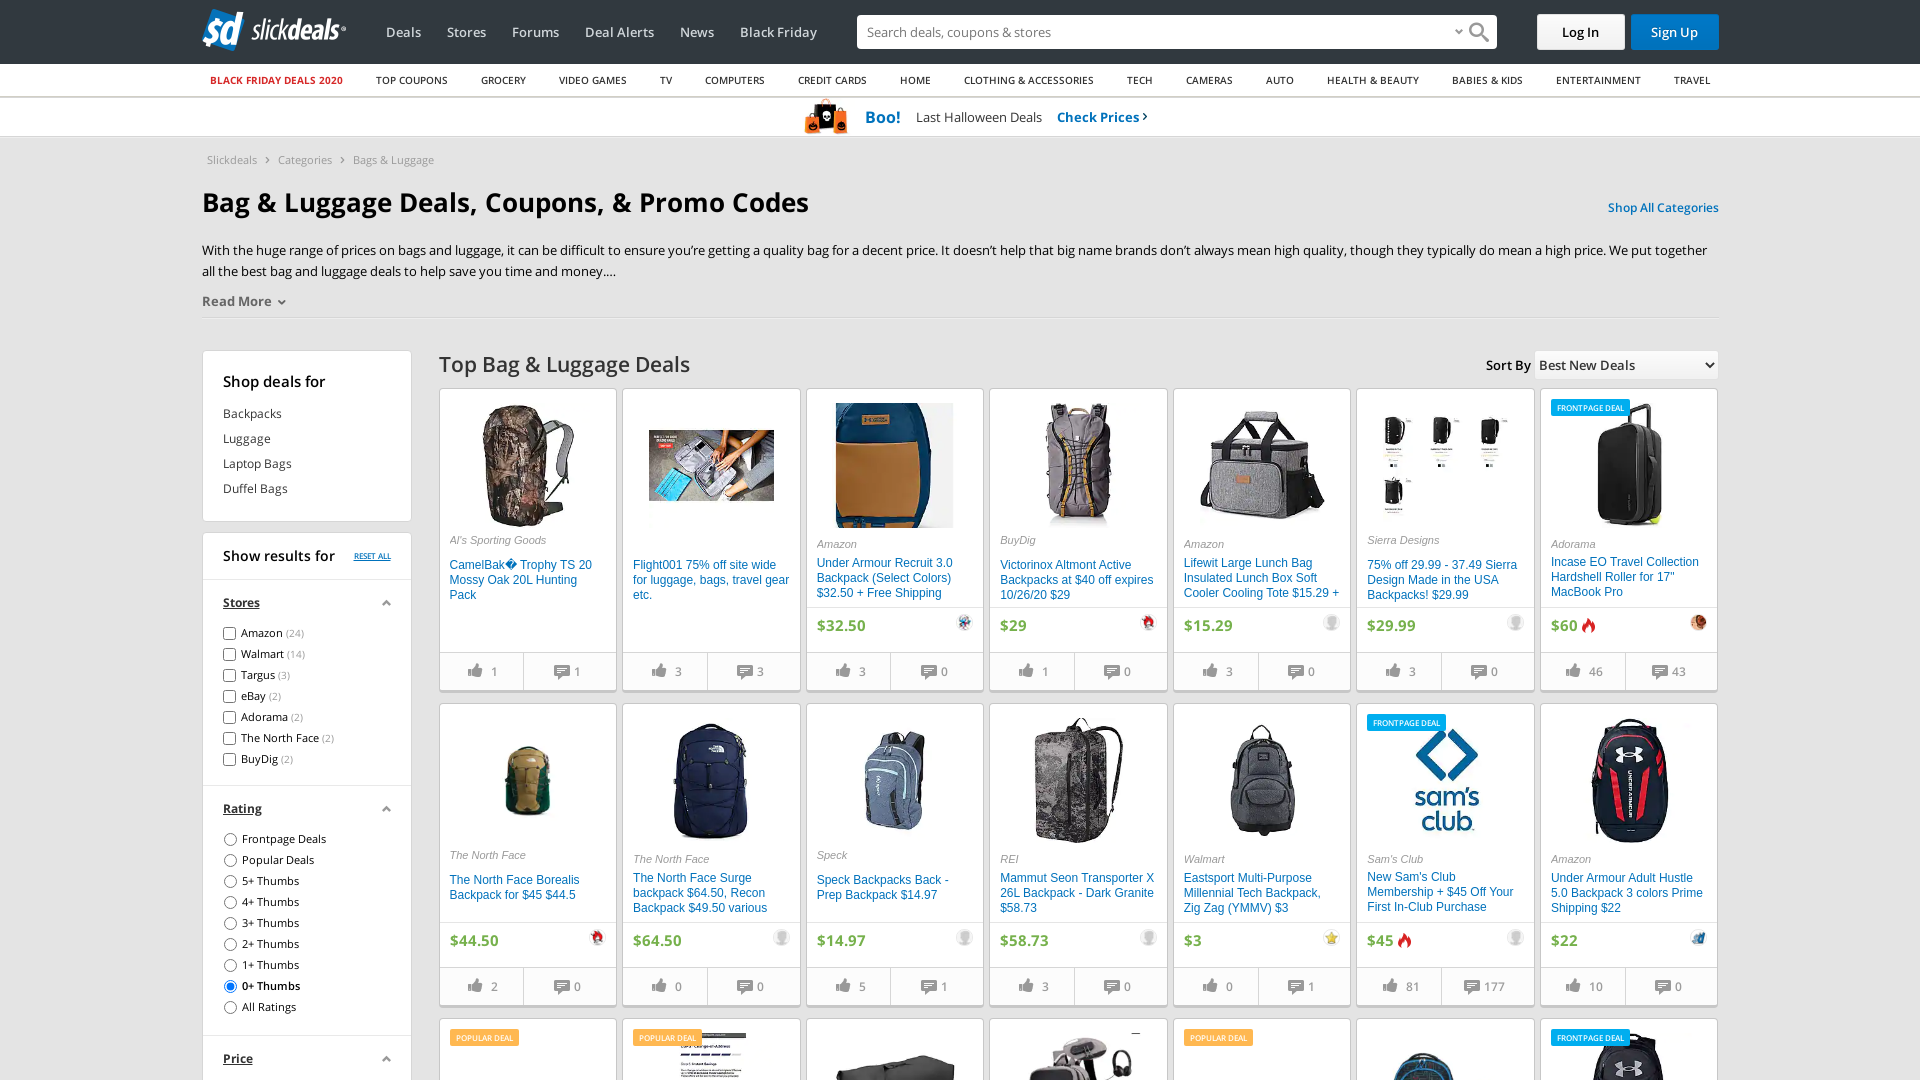 sd slickdeals
Deals
Stores
Forums
Deal Alerts
News
Black Friday
Search deals, coupons & stores
Log In
Sign Up
BLACK FRIDAY DEALS 2020
TOP COUPONS
GROCERY
VIDEO GAMES
TV
COMPUTERS
CREDIT CARDS
HOME
CLOTHING & ACCESSORIES
TECH
CAMERAS
AUTO
HEALTH & BEAUTY
BABIES & KIDS
ENTERTAINMENT
TRAVEL
Boo! Last Halloween Deals Check Prices
Slickdeals › Categories › Bags & Luggage
Bag & Luggage Deals, Coupons, & Promo Codes
Shop All Categories
With the huge range of prices on bags and luggage, it can be difficult to ensure you’re getting a quality bag for a decent price. It doesn’t help that big name brands don’t always mean high quality, though they typically do mean a high price. We put together
all the best bag and luggage deals to help save you time and money.…
Read More
Shop deals for
Backpacks
Luggage
Laptop Bags
Duffel Bags
Show results for RESET ALL
Stores
Amazon (24)
Walmart (14)
Targus (3)
eBay (2)
Adorama (2)
The North Face (2)
BuyDig (2)
Rating
Frontpage Deals
Popular Deals
5+ Thumbs
4+ Thumbs
3+ Thumbs
2+ Thumbs
1+ Thumbs
0+ Thumbs
All Ratings
Price
Top Bag & Luggage Deals
Sort By Best New Deals
Al's Sporting Goods
CamelBak� Trophy TS 20
Mossy Oak 20L Hunting
Pack
1 1
Flight001 75% off site wide
for luggage, bags, travel gear
etc.
3 3
Amazon
Under Armour Recruit 3.0
Backpack (Select Colors)
$32.50 + Free Shipping
$32.50
3 0
BuyDig
Victorinox Altmont Active
Backpacks at $40 off expires
10/26/20 $29
$29
1 0
Amazon
Lifewit Large Lunch Bag
Insulated Lunch Box Soft
Cooler Cooling Tote $15.29 +
$15.29
3 0
Sierra Designs
75% off 29.99 - 37.49 Sierra
Design Made in the USA
Backpacks! $29.99
$29.99
3 0
FRONTPAGE DEAL
Adorama
Incase EO Travel Collection
Hardshell Roller for 17"
MacBook Pro
$60
46 43
The North Face
The North Face Borealis
Backpack for $45 $44.5
$44.50
2 0
The North Face
The North Face Surge
backpack $64.50, Recon
Backpack $49.50 various
$64.50
0 0
Speck
Speck Backpacks Back -
Prep Backpack $14.97
$14.97
5 1
REI
Mammut Seon Transporter X
26L Backpack - Dark Granite
$58.73
$58.73
3 0
Walmart
Eastsport Multi-Purpose
Millennial Tech Backpack,
Zig Zag (YMMV) $3
$3
0 1
FRONTPAGE DEAL
sam's
club
Sam's Club
New Sam's Club
Membership + $45 Off Your
First In-Club Purchase
$45
81 177
UNDER ARMOUR
Amazon
Under Armour Adult Hustle
5.0 Backpack 3 colors Prime
Shipping $22
$22
10 0
POPULAR DEAL
POPULAR DEAL
POPULAR DEAL
FRONTPAGE DEAL